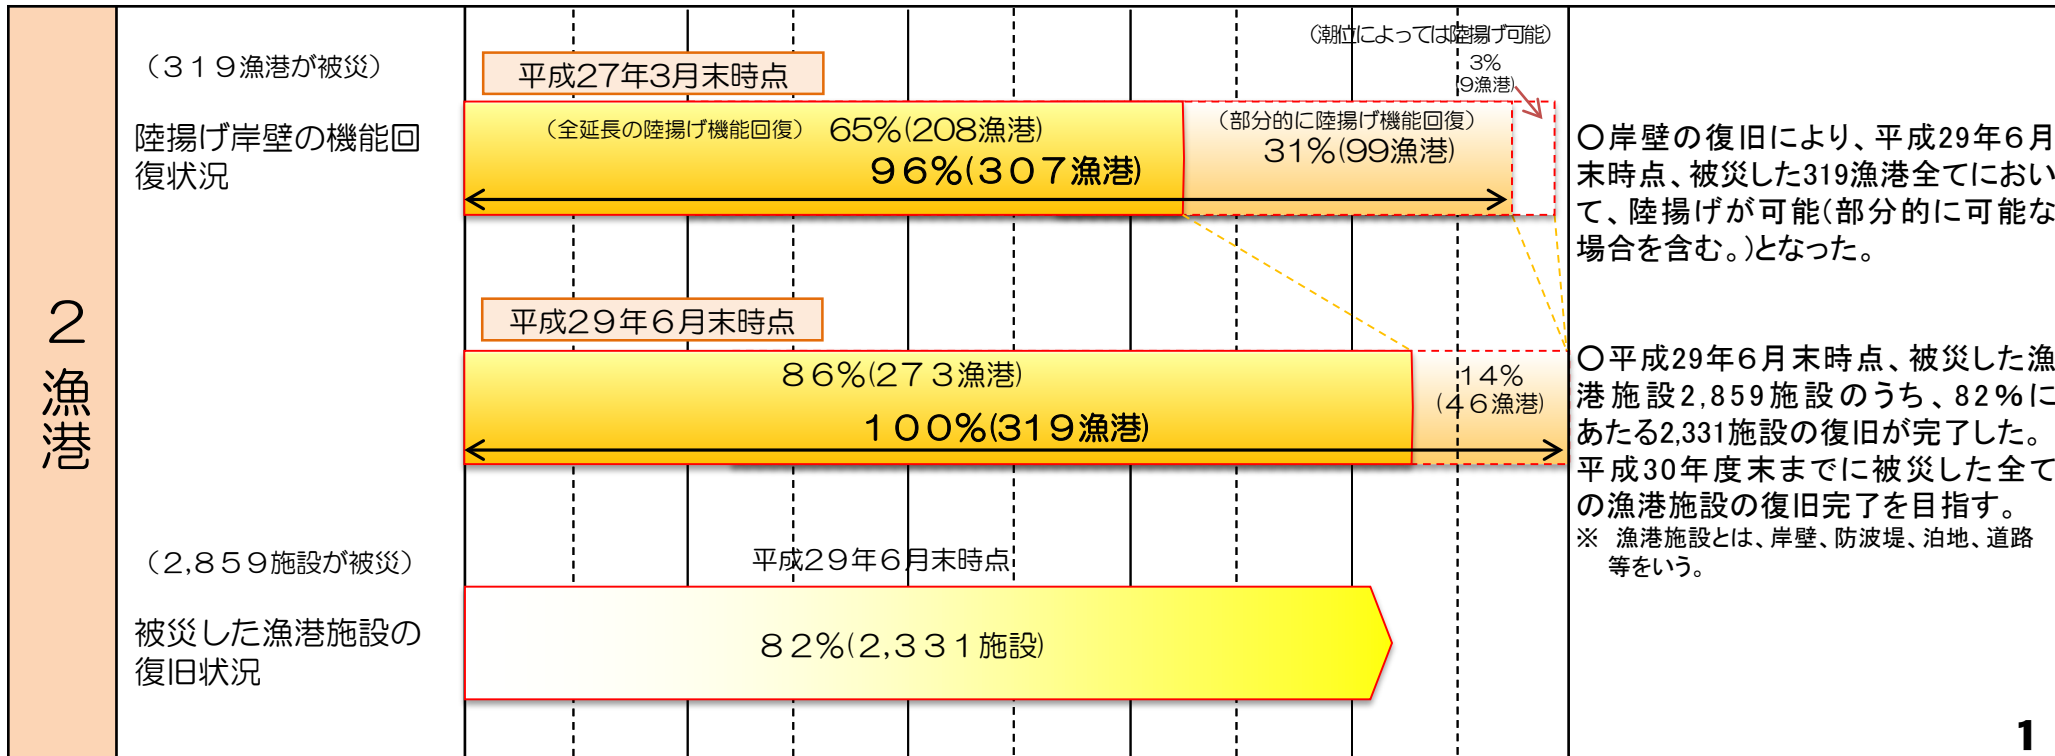 2 漁港
（３１９漁港が被災）
陸揚げ岸壁の機能回
復状況
平成27年3月末時点
（潮位によっては陸揚げ可能）
3%
(9漁港)
（全延長の陸揚げ機能回復） 65%(208漁港)
９６%(３０７漁港)
（部分的に陸揚げ機能回復）
31%(99漁港)
平成２９年６月末時点
８６%(２７３漁港)
１００%(３１９漁港)
１４%
(４６漁港)
（２,８５９施設が被災）
被災した漁港施設の
復旧状況
平成２９年６月末時点
８２%(２,３３１施設)
○岸壁の復旧により、平成29年６月
末時点、被災した319漁港全てにおい
て、陸揚げが可能(部分的に可能な
場合を含む。)となった。
○平成29年６月末時点、被災した漁
港施設2,859施設のうち、82％に
あたる2,331施設の復旧が完了した。
平成30年度末までに被災した全て
の漁港施設の復旧完了を目指す。
※ 漁港施設とは、岸壁、防波堤、泊地、道路
等をいう。
1